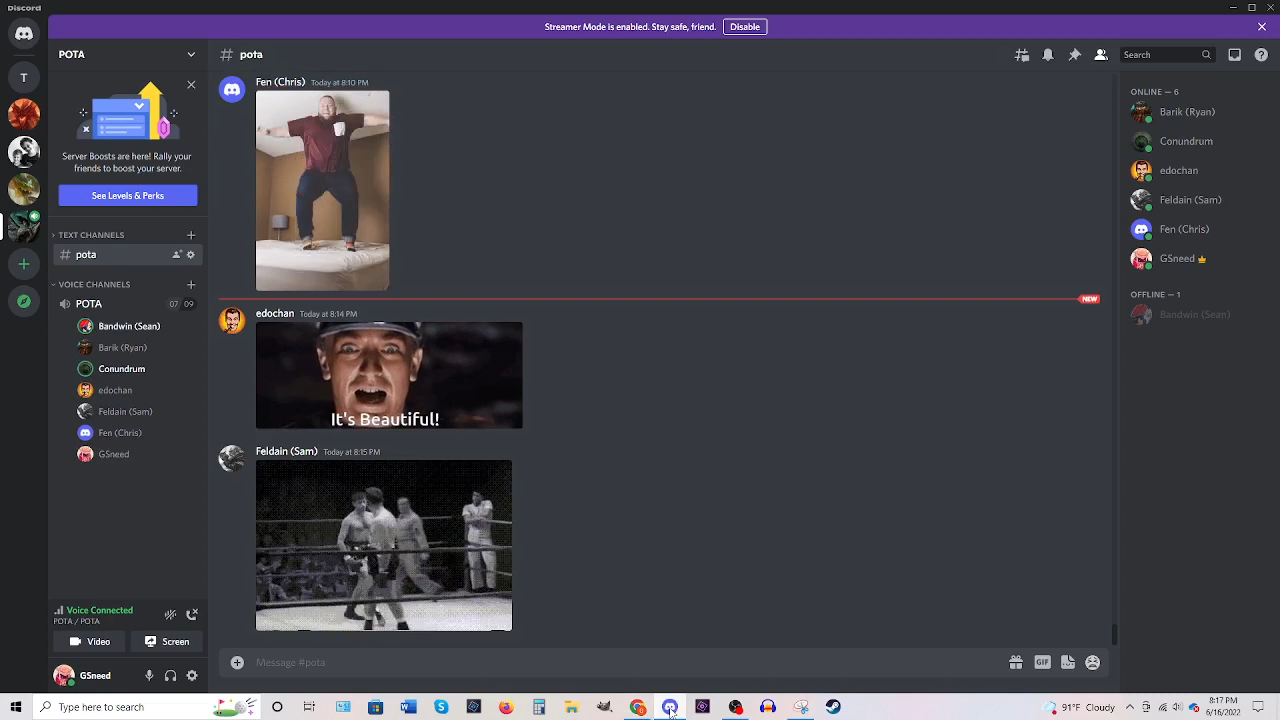 Discord
Streamer Mode is enabled. Stay safe, friend.
Disable
POTA
pota
Search
T
Server Boosts are here! Rally your
friends to boost your server.
See Levels & Perks
TEXT CHANNELS
pota
VOICE CHANNELS
POTA
07 09
Bandwin (Sean)
Barik (Ryan)
Conundrum
edochan
Feldain (Sam)
Fen (Chris)
GSneed
Voice Connected
POTA / POTA
Video
Screen
GSneed
Fen (Chris) Today at 8:10 PM
NEW
edochan Today at 8:14 PM
It's Beautiful!
Feldain (Sam) Today at 8:15 PM
Message #pota
GIF
ONLINE — 6
Barik (Ryan)
Conundrum
edochan
Feldain (Sam)
Fen (Chris)
GSneed
OFFLINE — 1
Bandwin (Sean)
Type here to search
91°F Cloudy
8:17 PM
6/15/2022